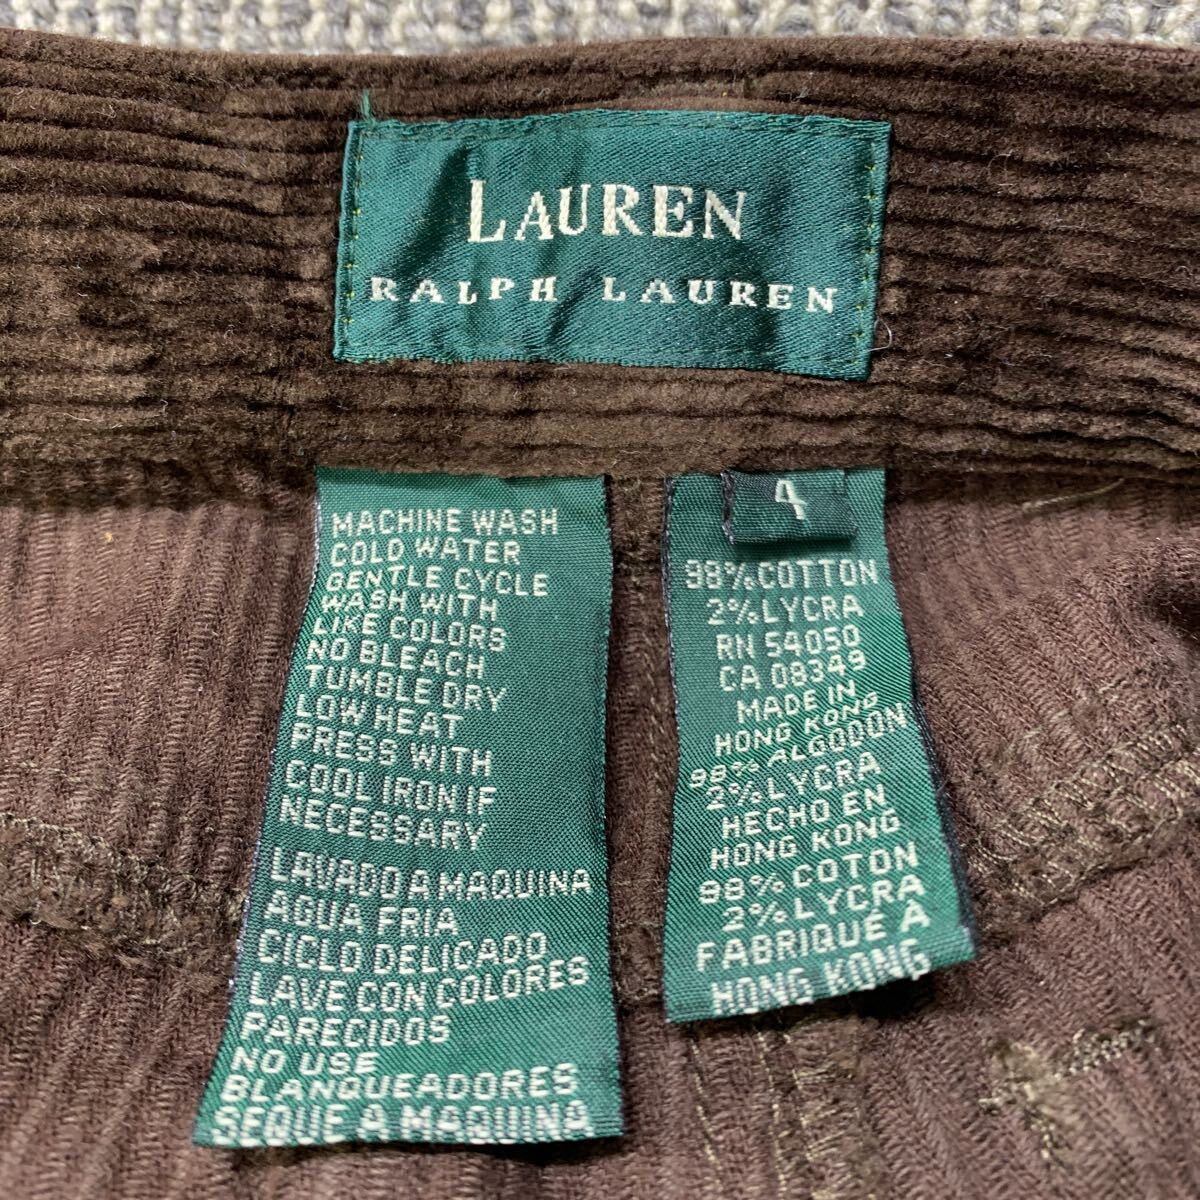 LAUREN
RALPH LAUREN
MACHINE WASH
COLD WATER
GENTLE CYCLE
WASH WITH
LIKE COLORS
NO BLEACH
TUMBLE DRY
LOW HEAT
PRESS WITH
COOL IRON IF
NECESSARY
LAVADO A MAQUINA
AGUA FRIA
CICLO DELICADO
LAVE CON COLORES
PARECIDOS
NO USE
BLANQUEADORES
SEQUE A MAQUINA
4
98% COTTON
2% LYCRA
RN 54050
CA 08349
MADE IN
HONG KONG
98% ALGODON
2% LYCRA
HECHO EN
HONG KONG
98% COTON
2% LYCRA
FABRIQUÉ À
HONG KONG